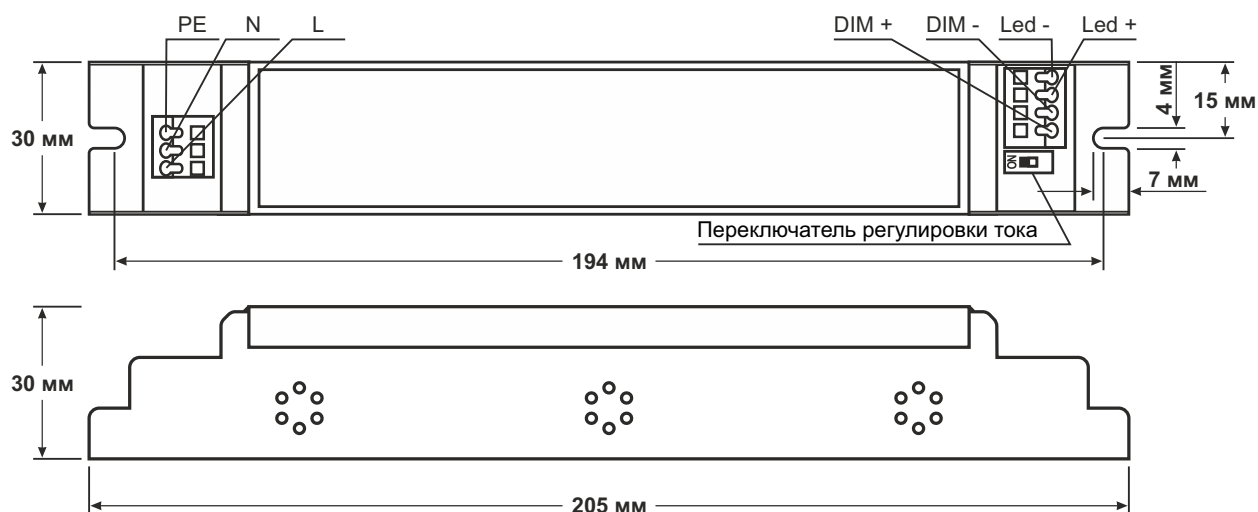 PE N L DIM + DIM - Led - Led +
30 мм
4 мм
15 мм
ON
7 мм
Переключатель регулировки тока
194 мм
30 мм
205 мм